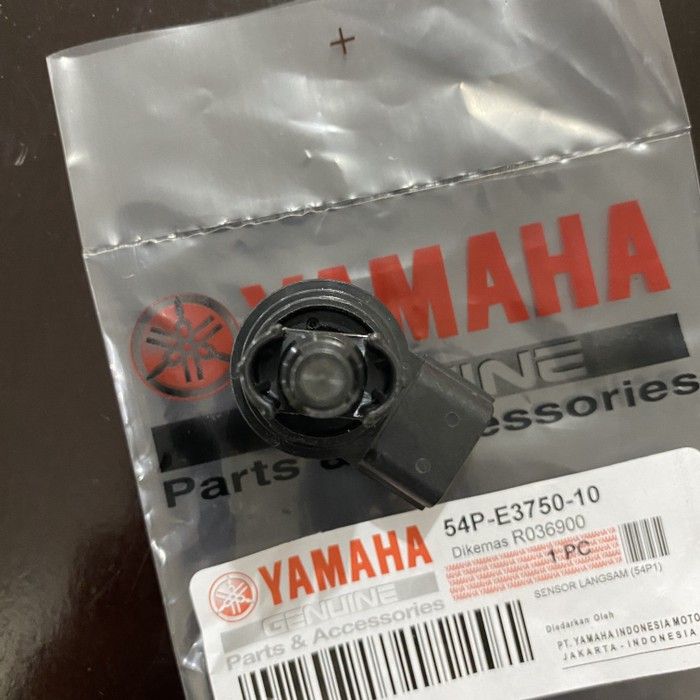 YAMAHA
GENUINE
Parts & Accessories
54P-E3750-10
Dikemas R036900
1 PC
SENSOR LANGSAM (54P1)
YAMAHA
GENUINE
Parts & Accessories
Diedarkan Oleh
PT. YAMAHA INDONESIA MOTO
JAKARTA - INDONESIA